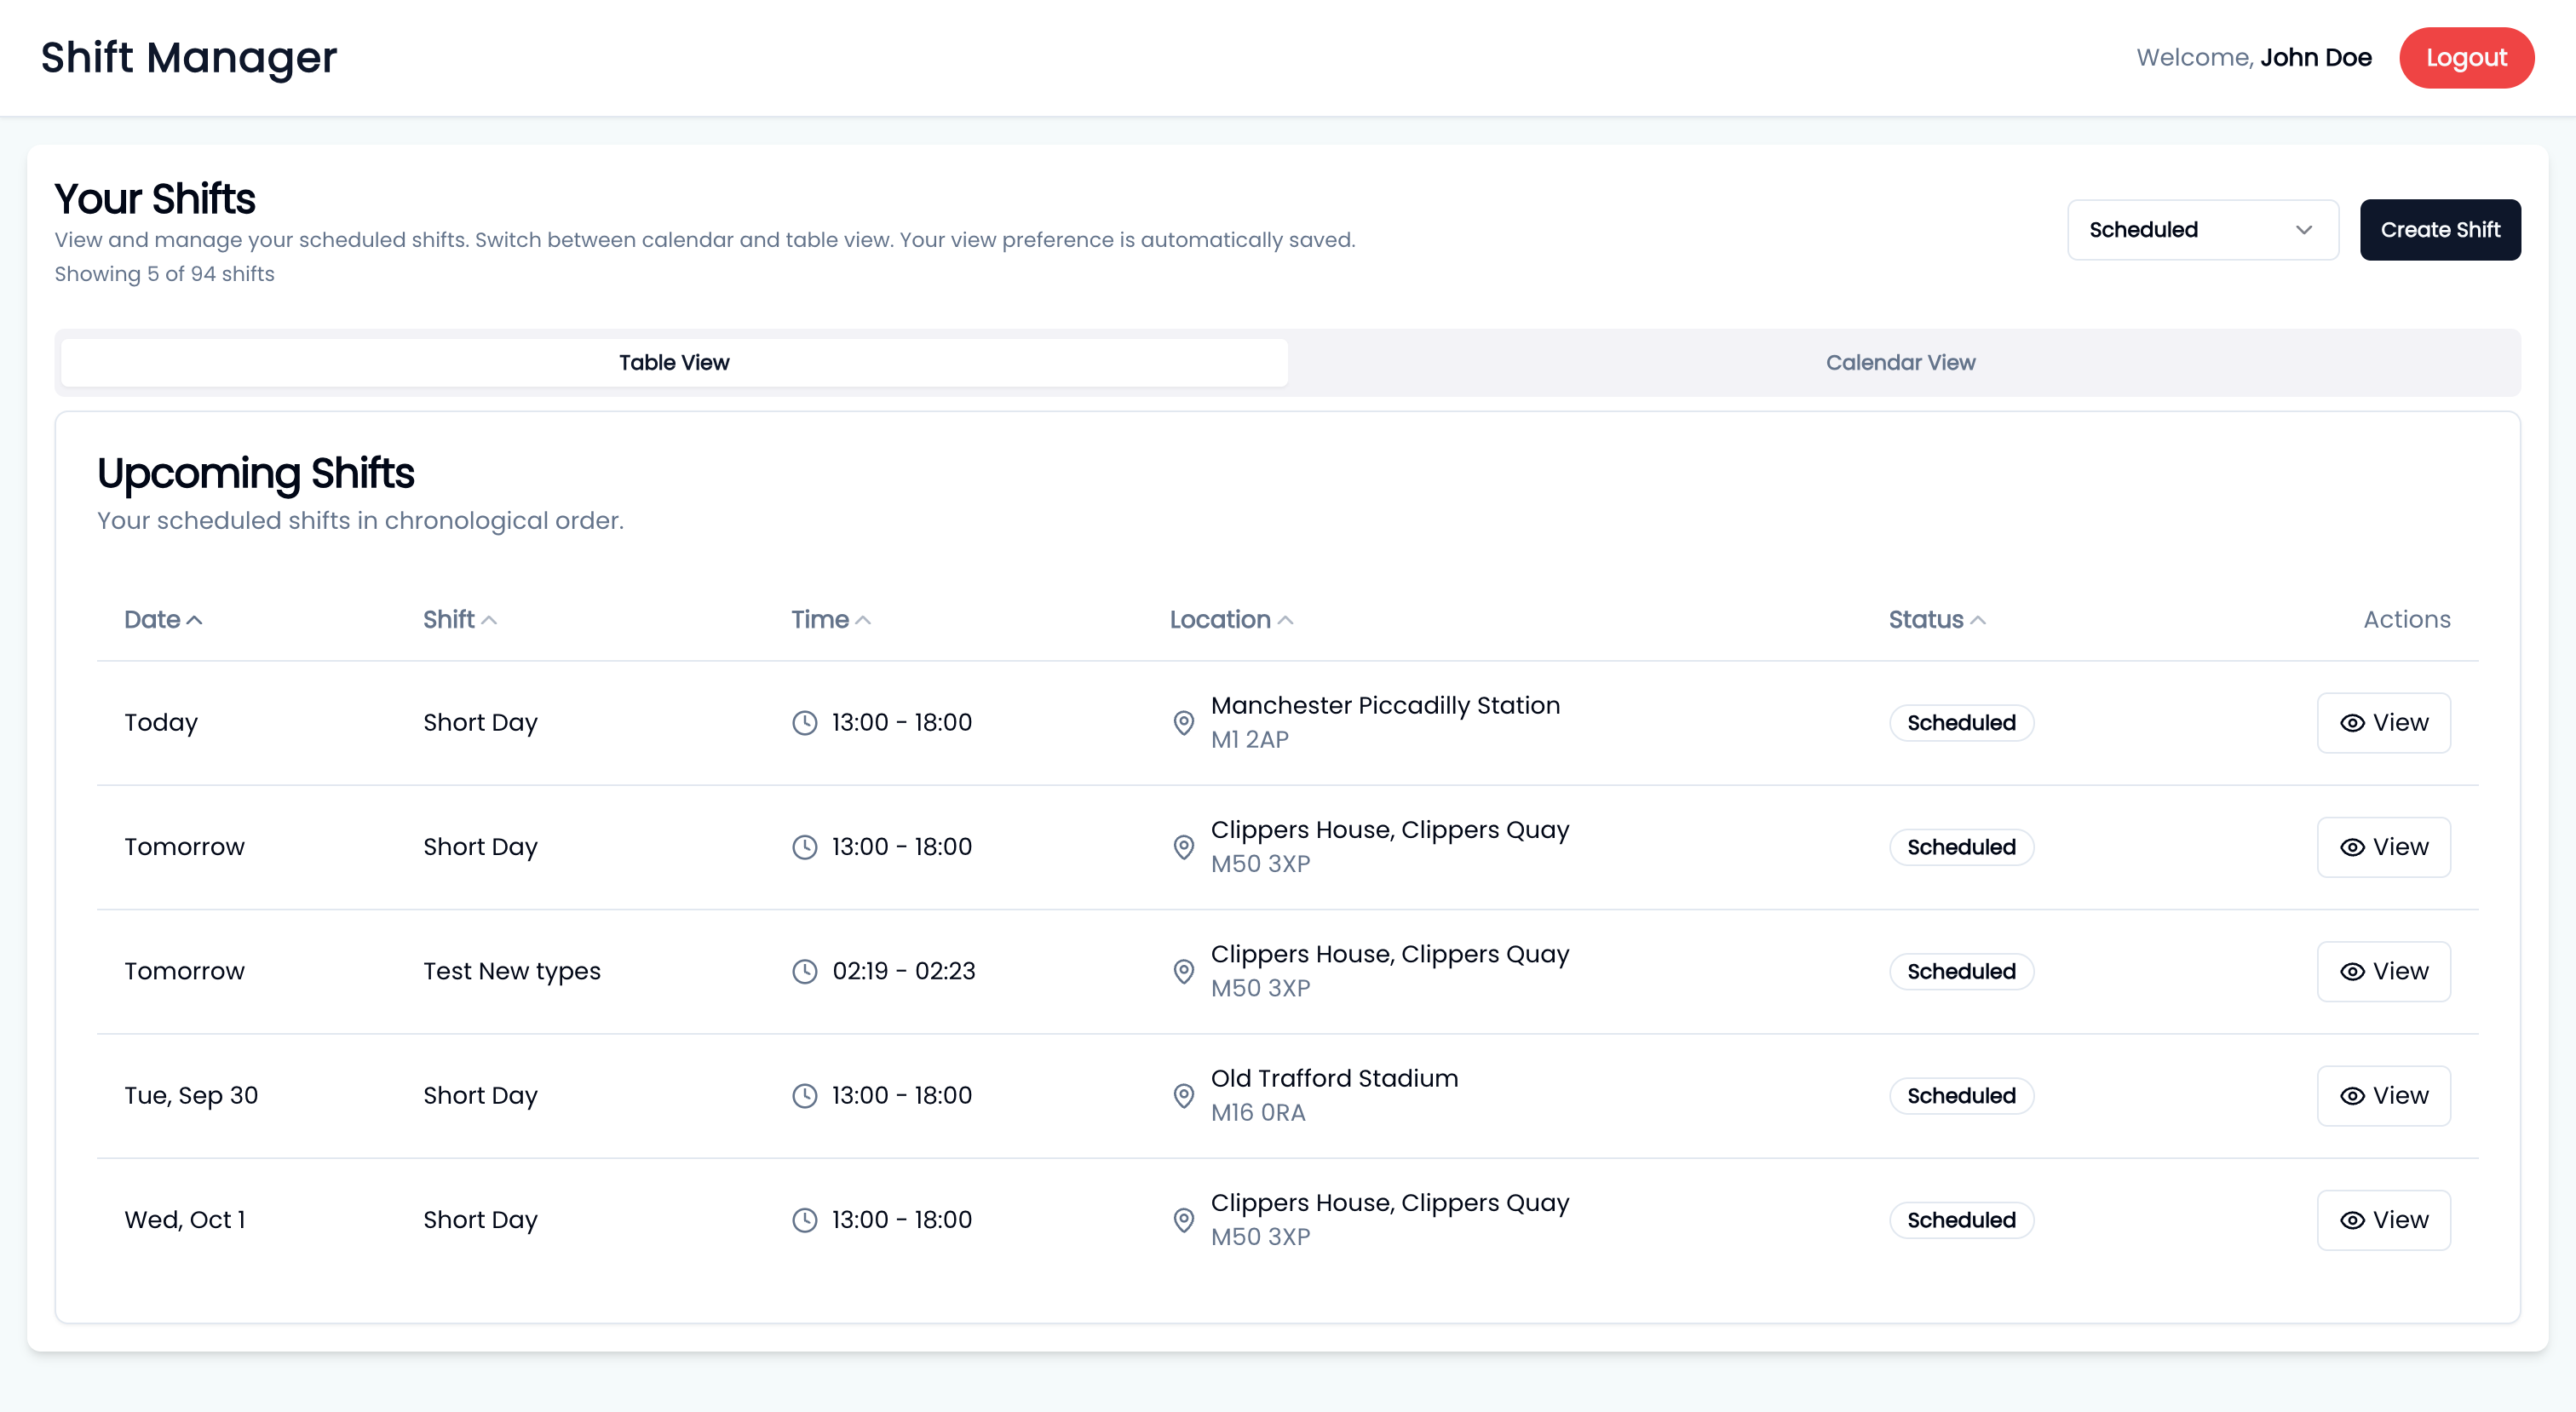 Shift Manager
Welcome, John Doe
Logout
Your Shifts
View and manage your scheduled shifts. Switch between calendar and table view. Your view preference is automatically saved.
Showing 5 of 94 shifts
Scheduled
Create Shift
Table View
Calendar View
Upcoming Shifts
Your scheduled shifts in chronological order.
Date Shift Time Location Status Actions
Today Short Day 13:00 - 18:00 Manchester Piccadilly Station Scheduled View
M1 2AP
Tomorrow Short Day 13:00 - 18:00 Clippers House, Clippers Quay Scheduled View
M50 3XP
Tomorrow Test New types 02:19 - 02:23 Clippers House, Clippers Quay Scheduled View
M50 3XP
Tue, Sep 30 Short Day 13:00 - 18:00 Old Trafford Stadium Scheduled View
M16 0RA
Wed, Oct 1 Short Day 13:00 - 18:00 Clippers House, Clippers Quay Scheduled View
M50 3XP